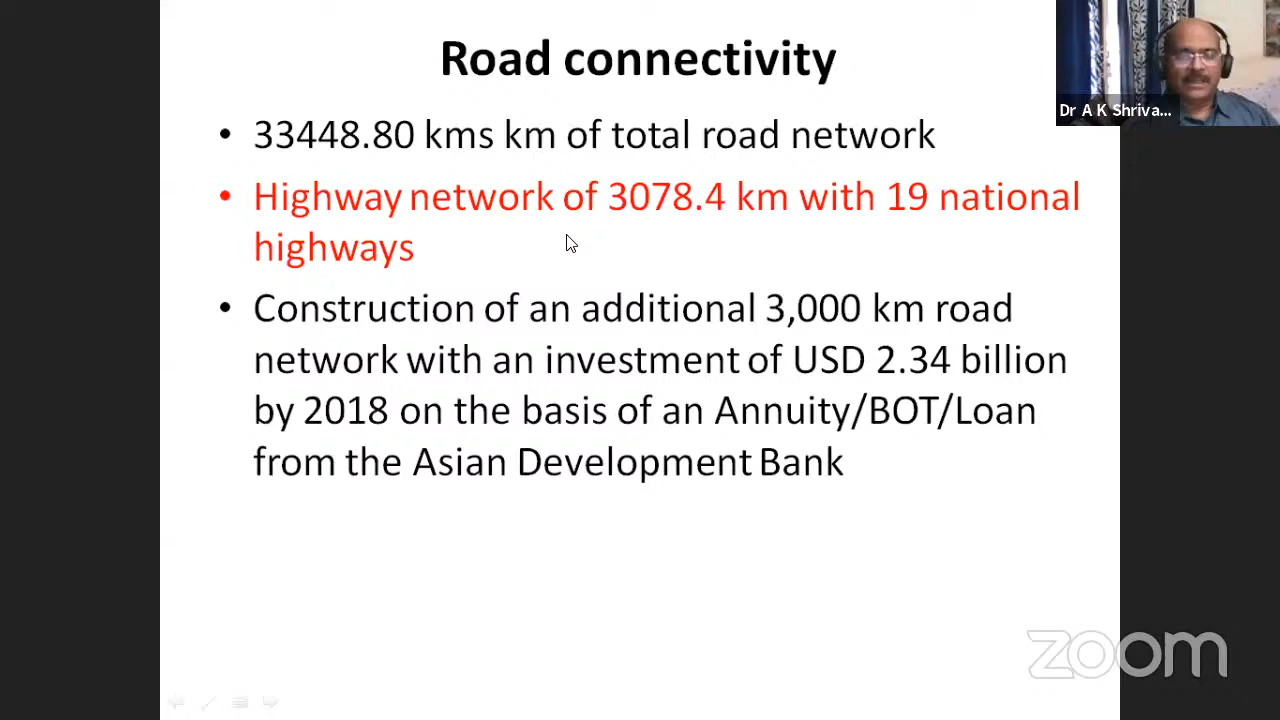 Road connectivity
Dr A K Shriva...
• 33448.80 kms km of total road network
• Highway network of 3078.4 km with 19 national
highways
• Construction of an additional 3,000 km road
network with an investment of USD 2.34 billion
by 2018 on the basis of an Annuity/BOT/Loan
from the Asian Development Bank
zoom